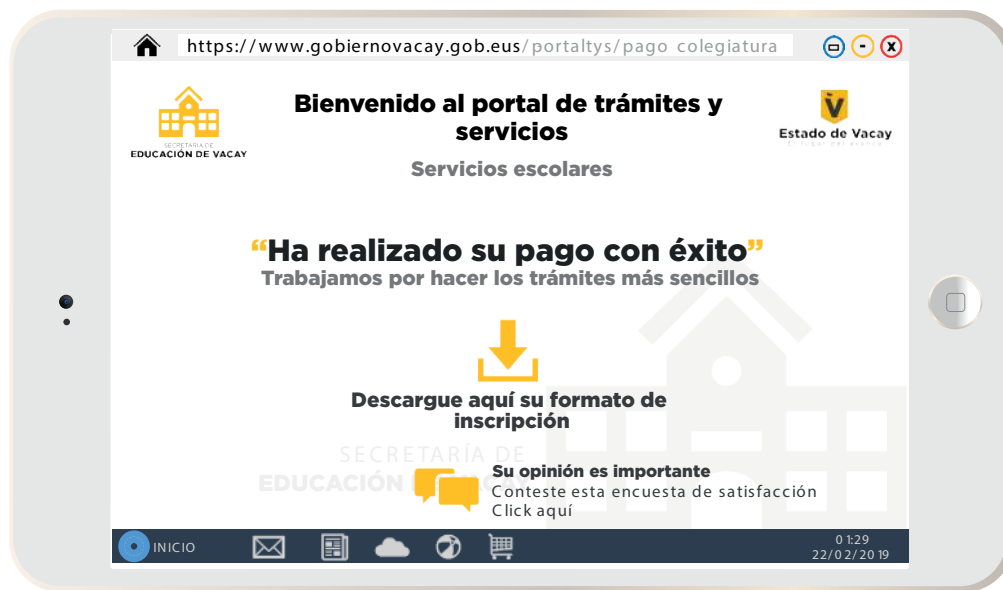 https://www.gobiernovacay.gob.eus/portaltys/pago colegiatura
Bienvenido al portal de trámites y
servicios
Servicios escolares
SECRETARÍA DE
EDUCACIÓN DE VACAY
V
Estado de Vacay
“Ha realizado su pago con éxito”
Trabajamos por hacer los trámites más sencillos
Descargue aquí su formato de
inscripción
SECRETARÍA DE
EDUCACIÓN
Su opinión es importante
Conteste esta encuesta de satisfacción
Click aquí
INICIO
01:29
22/02/2019